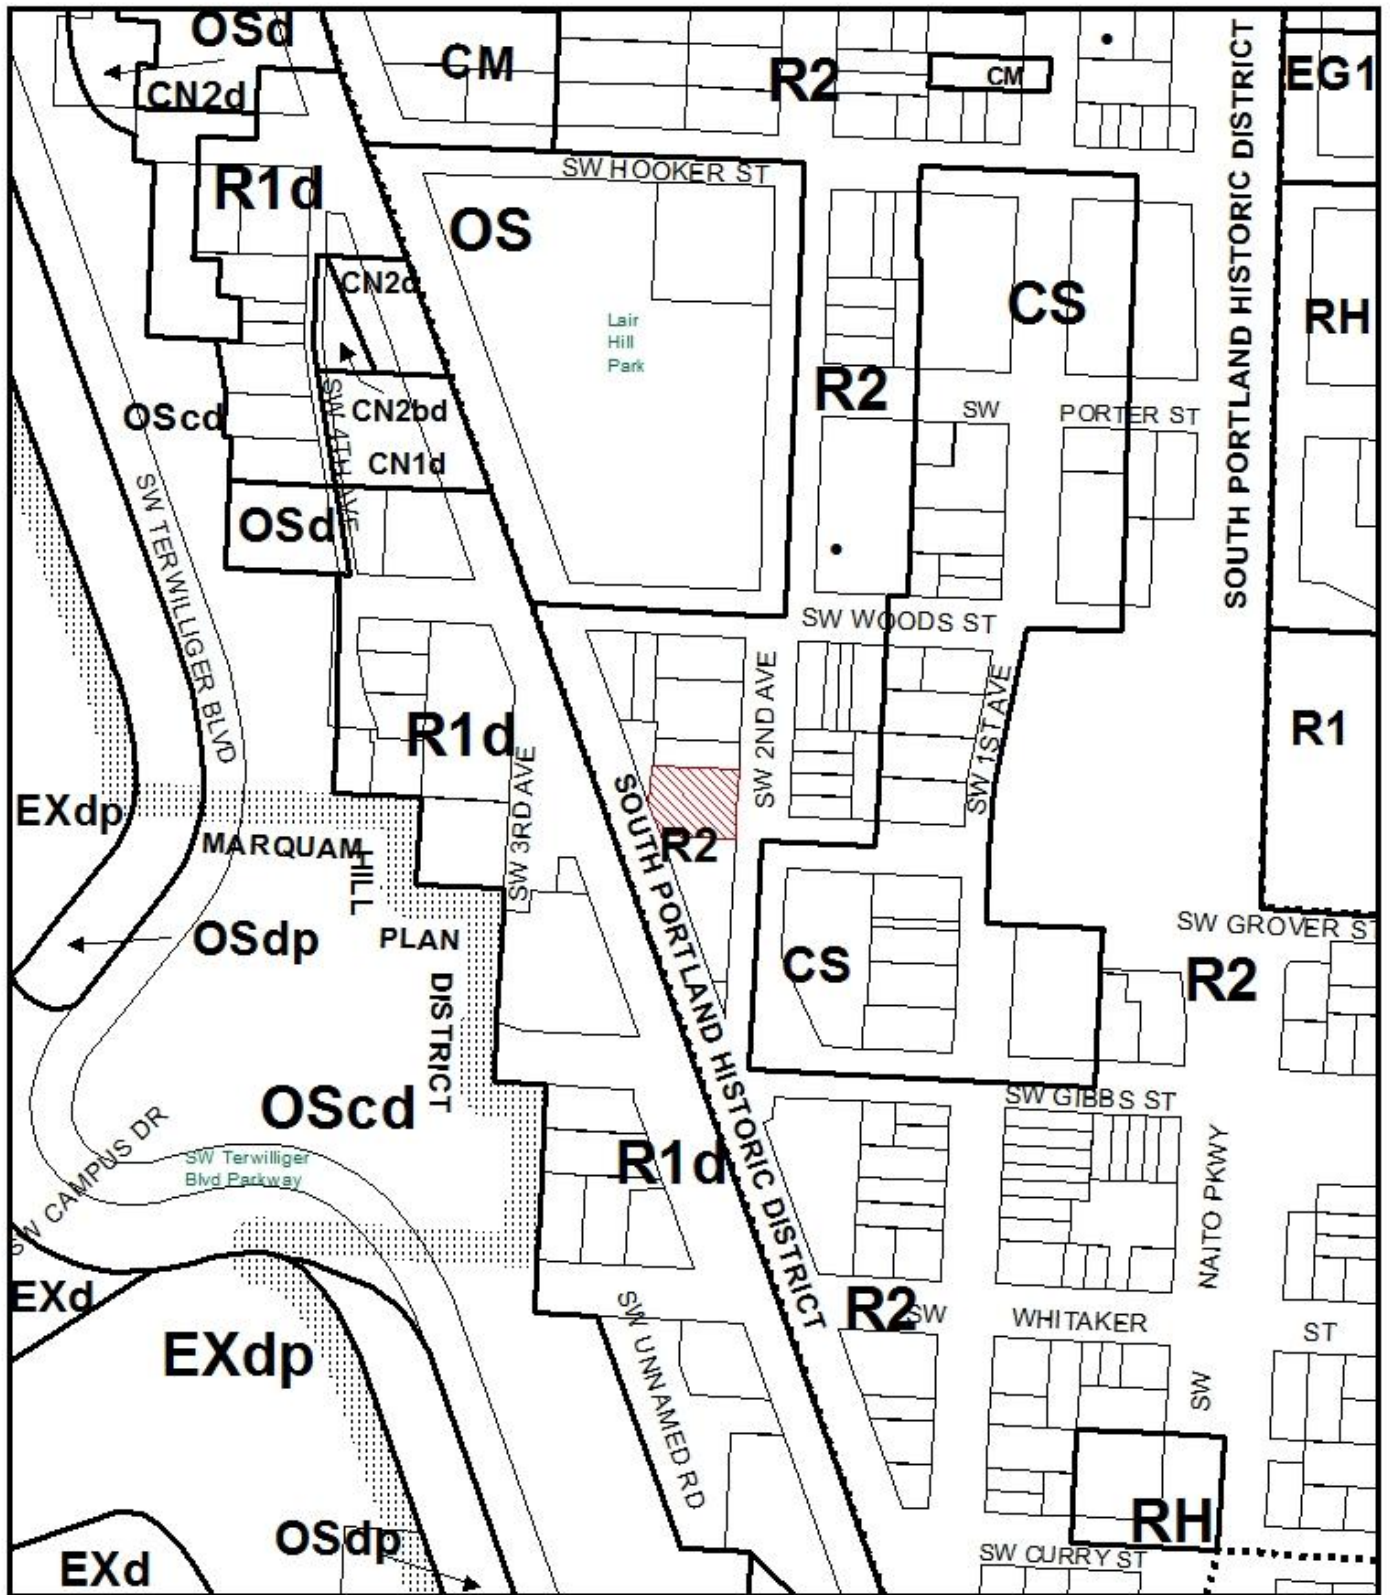 OSd
CM
R2
CM
EG1
CN2d
SOUTH PORTLAND HISTORIC DISTRICT
SW HOOKER ST
R1d
OS
CN2d
CS
RH
Lair
Hill
Park
R2
CN2bd
OScd
SW
PORTER ST
SW 4TH AVE
CN1d
OSd
SW TERWILLIGER BLVD
SW WOODS ST
SW 2ND AVE
SW 1ST AVE
R1d
R1
SW 3RD AVE
EXdp
SOUTH PORTLAND HISTORIC DISTRICT
R2
MARQUAM
HILL
PLAN
DISTRICT
OSdp
SW GROVER ST
CS
R2
OScd
SW GIBBS ST
SW CAMPUS DR
SW Terwilliger
Blvd Parkway
R1d
NAITO PKWY
EXd
SW UNNAMED RD
R2
SW
WHITAKER
ST
EXdp
SW
RH
OSdp
SW CURRY ST
EXd